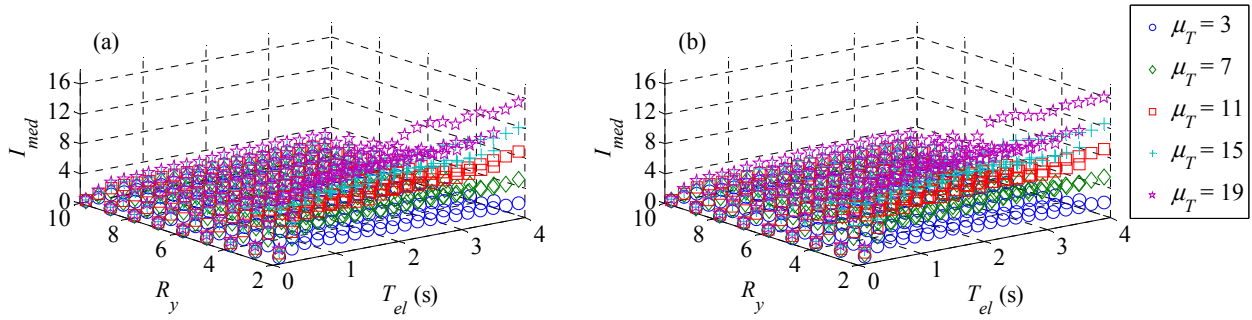 (a)
I_med
16
12
8
4
0
10
8
6
4
2
R_y
0
1
2
3
4
T_el (s)
(b)
I_med
16
12
8
4
0
10
8
6
4
2
R_y
0
1
2
3
4
T_el (s)
μ_T = 3
μ_T = 7
μ_T = 11
μ_T = 15
μ_T = 19